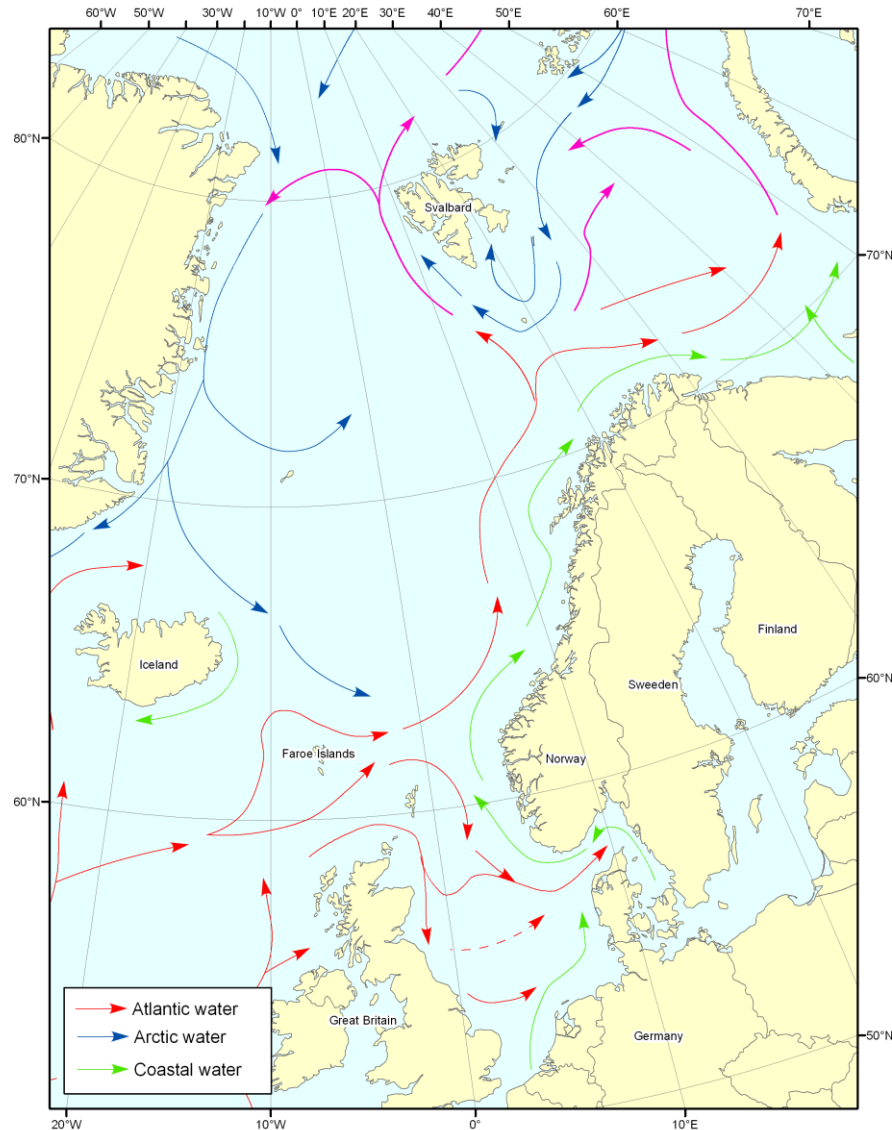 60°W 50°W 40°W 30°W 20°W 10°W 0° 10°E 20°E 30°E 40°E 50°E 60°E 70°E
80°N
Svalbard
70°N
70°N
Iceland
Finland
Sweeden
60°N
Faroe Islands
Norway
60°N
Atlantic water
Great Britain
Arctic water
Germany
50°N
Coastal water
20°W 10°W 0° 10°E